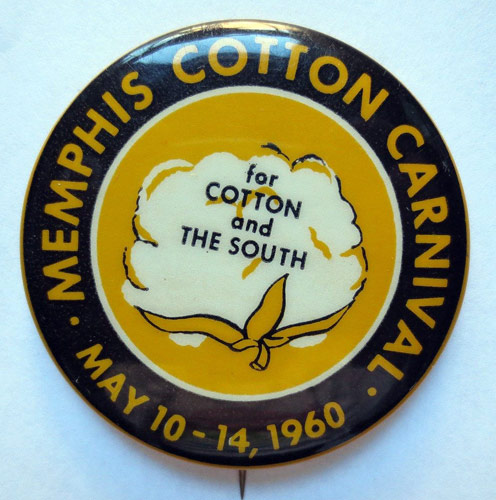 MEMPHIS COTTON CARNIVAL
for
COTTON
and
THE SOUTH
· MAY 10-14, 1960 ·